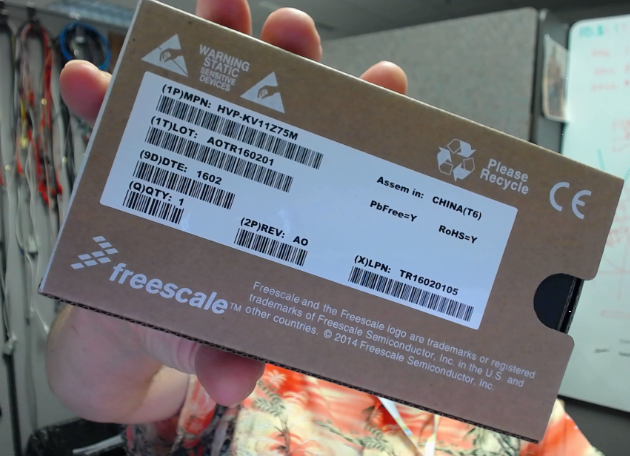 WARNING
STATIC
SENSITIVE
DEVICES
(1P)MPN: HVP-KV11Z75M
(1T)LOT: AOTR160201
(9D)DTE: 1602
(Q)QTY: 1
(2P)REV: AO
Assem in: CHINA(T6)
PbFree=Y RoHS=Y
(X)LPN: TR16020105
Please
Recycle
CE
freescale™
Freescale and the Freescale logo are trademarks or registered
trademarks of Freescale Semiconductor, Inc. in the U.S. and
other countries. © 2014 Freescale Semiconductor, Inc.